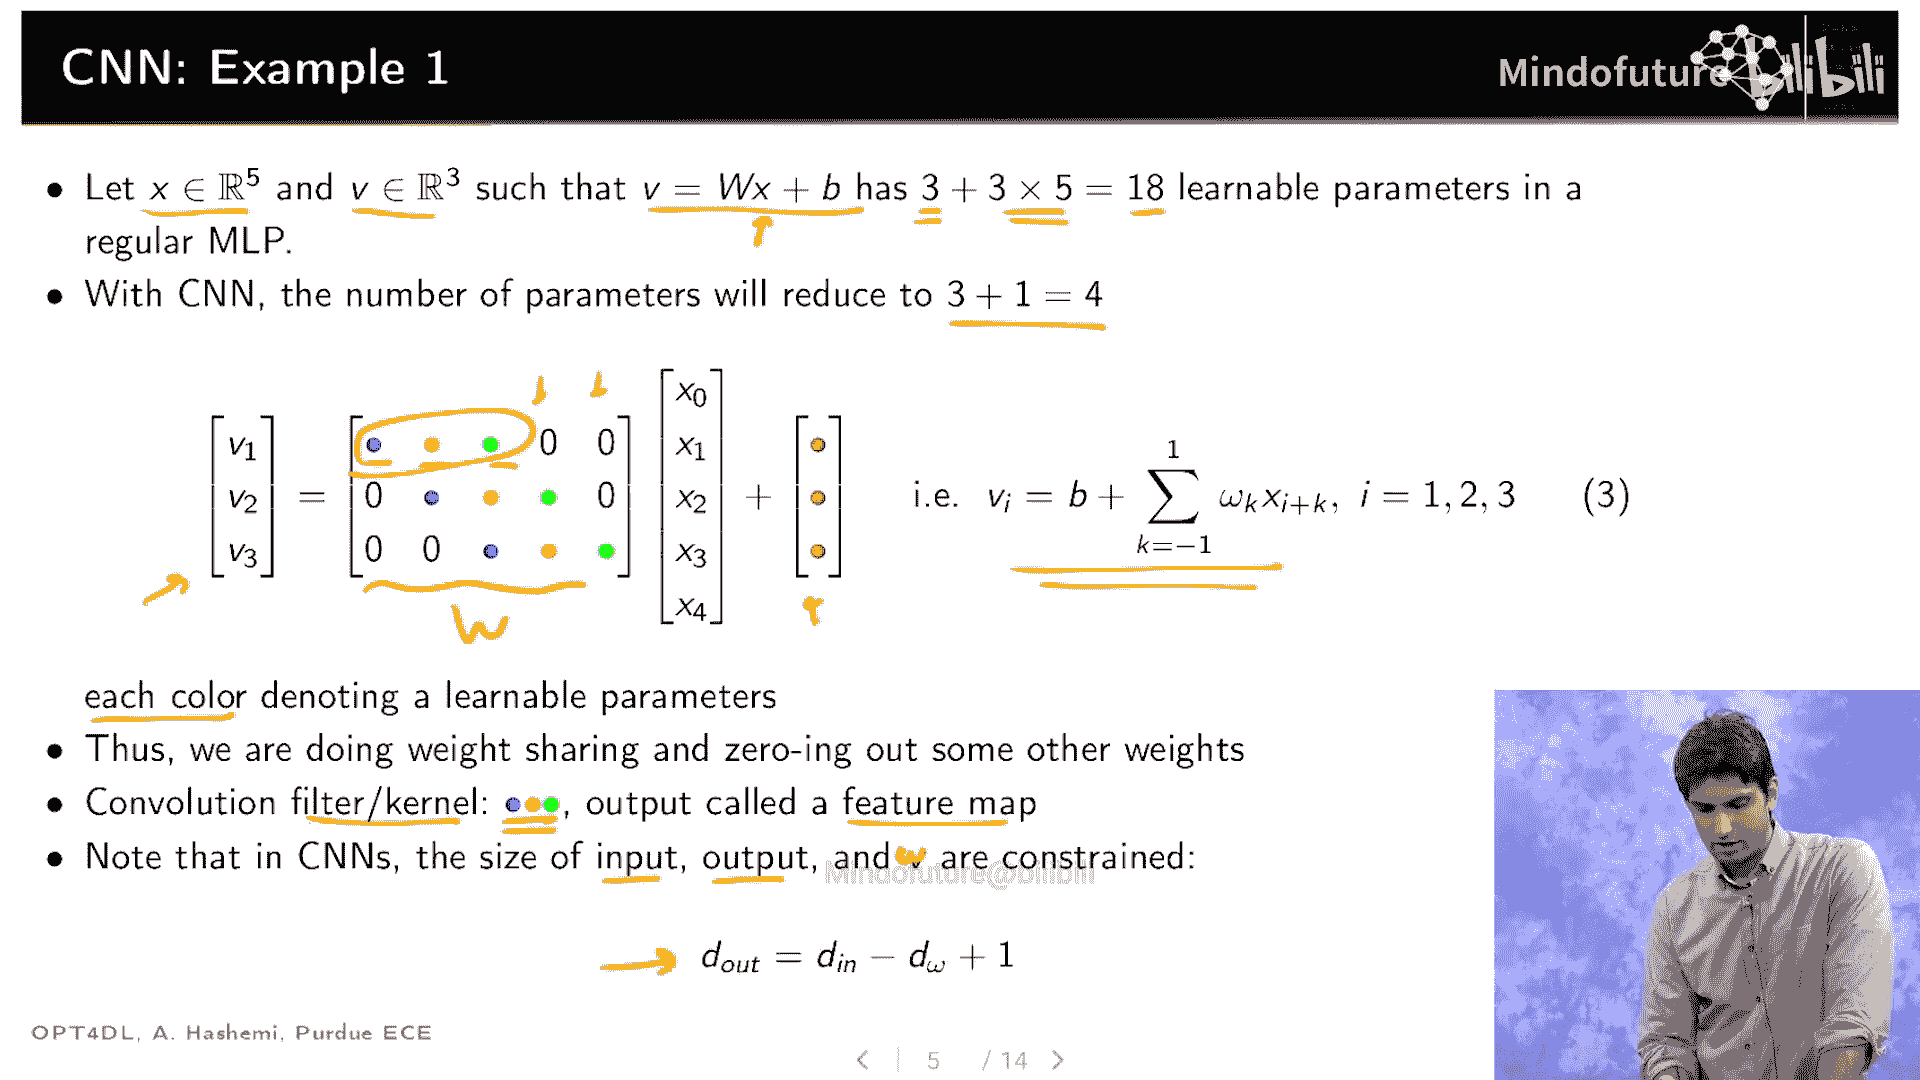 CNN: Example 1
Mindofuture bilibili
• Let x ∈ ℝ⁵ and v ∈ ℝ³ such that v = Wx + b has 3 + 3 × 5 = 18 learnable parameters in a
regular MLP.
• With CNN, the number of parameters will reduce to 3 + 1 = 4
[v₁ v₂ v₃] = [● ● ● 0 0; 0 ● ● ● 0; 0 0 ● ● ●] [x₀ x₁ x₂ x₃ x₄] + [● ● ●] i.e. vᵢ = b + ∑_{k=−1}^{1} ω_k x_{i+k}, i = 1, 2, 3 (3)
W
each color denoting a learnable parameters
• Thus, we are doing weight sharing and zero-ing out some other weights
• Convolution filter/kernel: ●●●, output called a feature map
• Note that in CNNs, the size of input, output, and w are constrained:
Mindofuture@bilibili
d_out = d_in − d_ω + 1
OPT4DL, A. Hashemi, Purdue ECE
< | 5 / 14 >